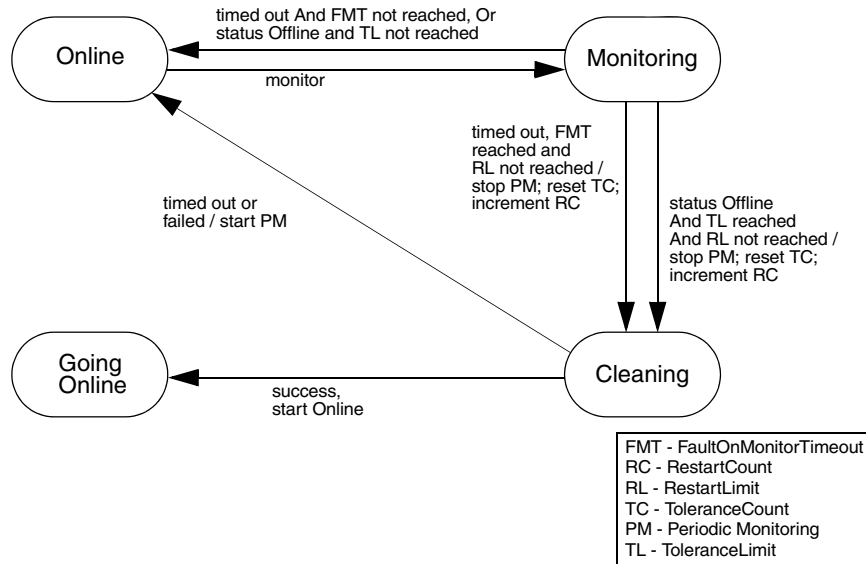 timed out And FMT not reached, Or
status Offline and TL not reached
Online
Monitoring
monitor
timed out, FMT
reached and
RL not reached /
stop PM; reset TC;
increment RC
timed out or
failed / start PM
status Offline
And TL reached
And RL not reached /
stop PM; reset TC;
increment RC
Going
Online
Cleaning
success,
start Online
FMT - FaultOnMonitorTimeout
RC - RestartCount
RL - RestartLimit
TC - ToleranceCount
PM - Periodic Monitoring
TL - ToleranceLimit